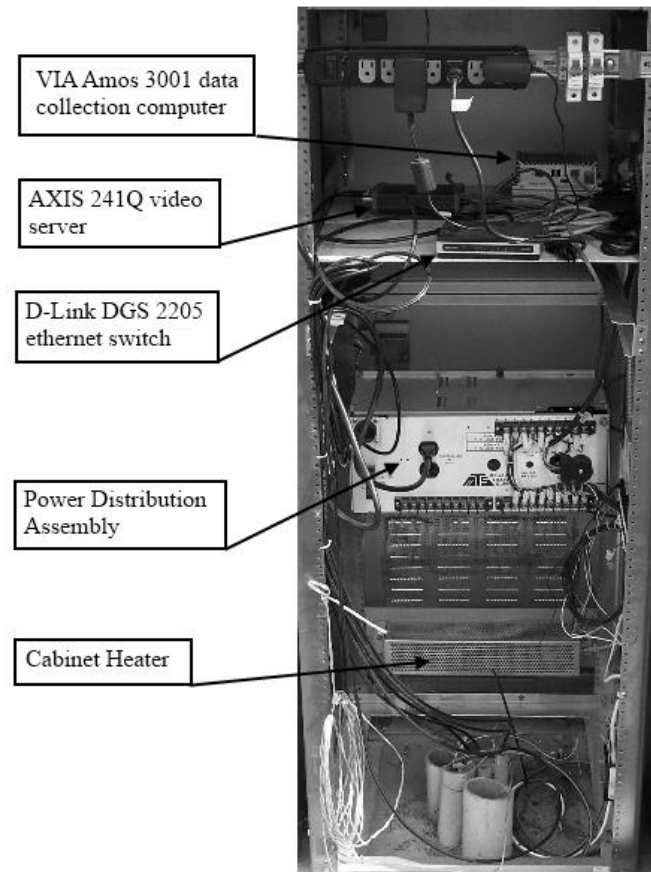 VIA Amos 3001 data
collection computer
AXIS 241Q video
server
D-Link DGS 2205
ethernet switch
Power Distribution
Assembly
Cabinet Heater